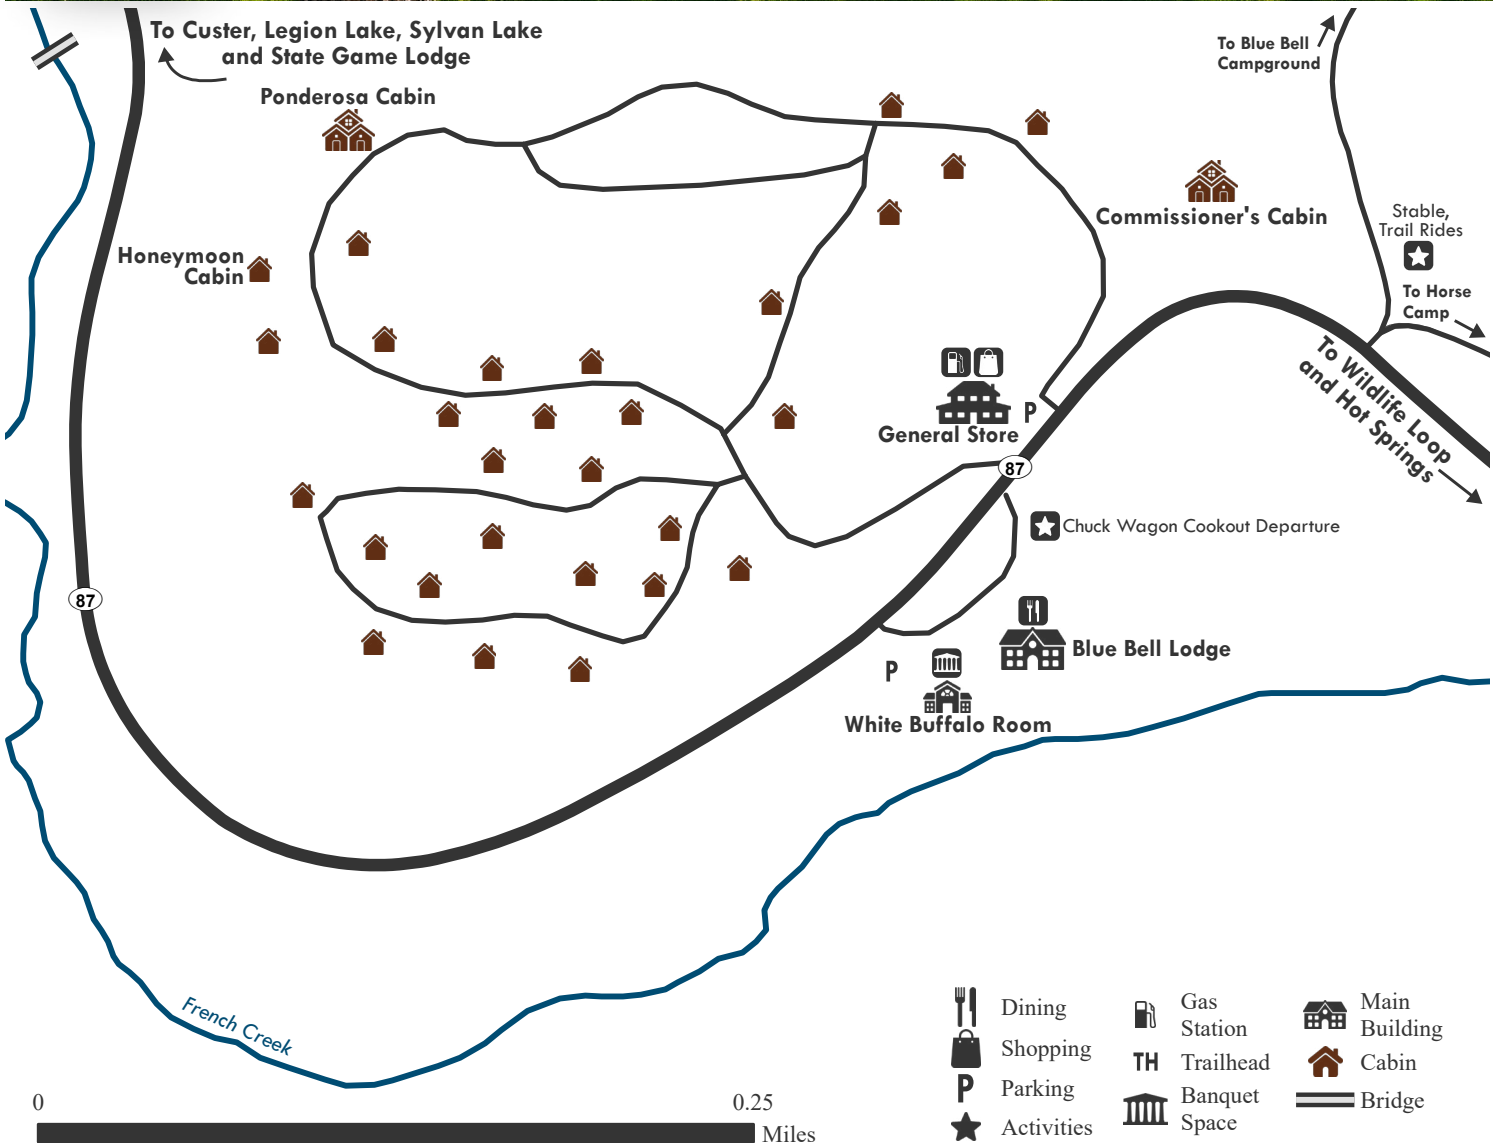 To Custer, Legion Lake, Sylvan Lake
and State Game Lodge
To Blue Bell
Campground
Ponderosa Cabin
Commissioner's Cabin
Stable,
Trail Rides
Honeymoon
Cabin
To Horse
Camp
To Wildlife Loop
and Hot Springs
P
General Store
87
Chuck Wagon Cookout Departure
87
Blue Bell Lodge
P
White Buffalo Room
French Creek
Dining
Shopping
P Parking
Activities
Gas
Station
TH Trailhead
Banquet
Space
Main
Building
Cabin
Bridge
0 0.25
Miles